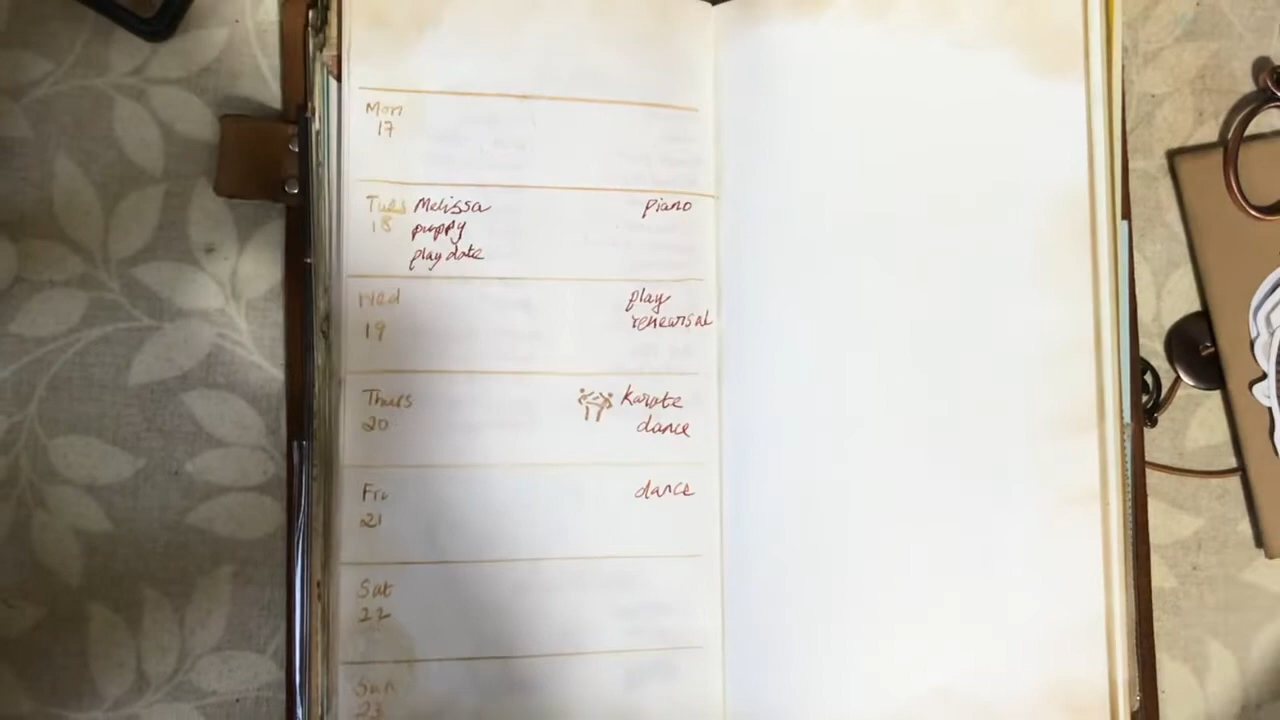 Mon
17
Tues Melissa piano
18 puppy
play date
Wed play
19 rehearsal
Thurs karate
20 dance
Fri dance
21
Sat
22
Sun
23